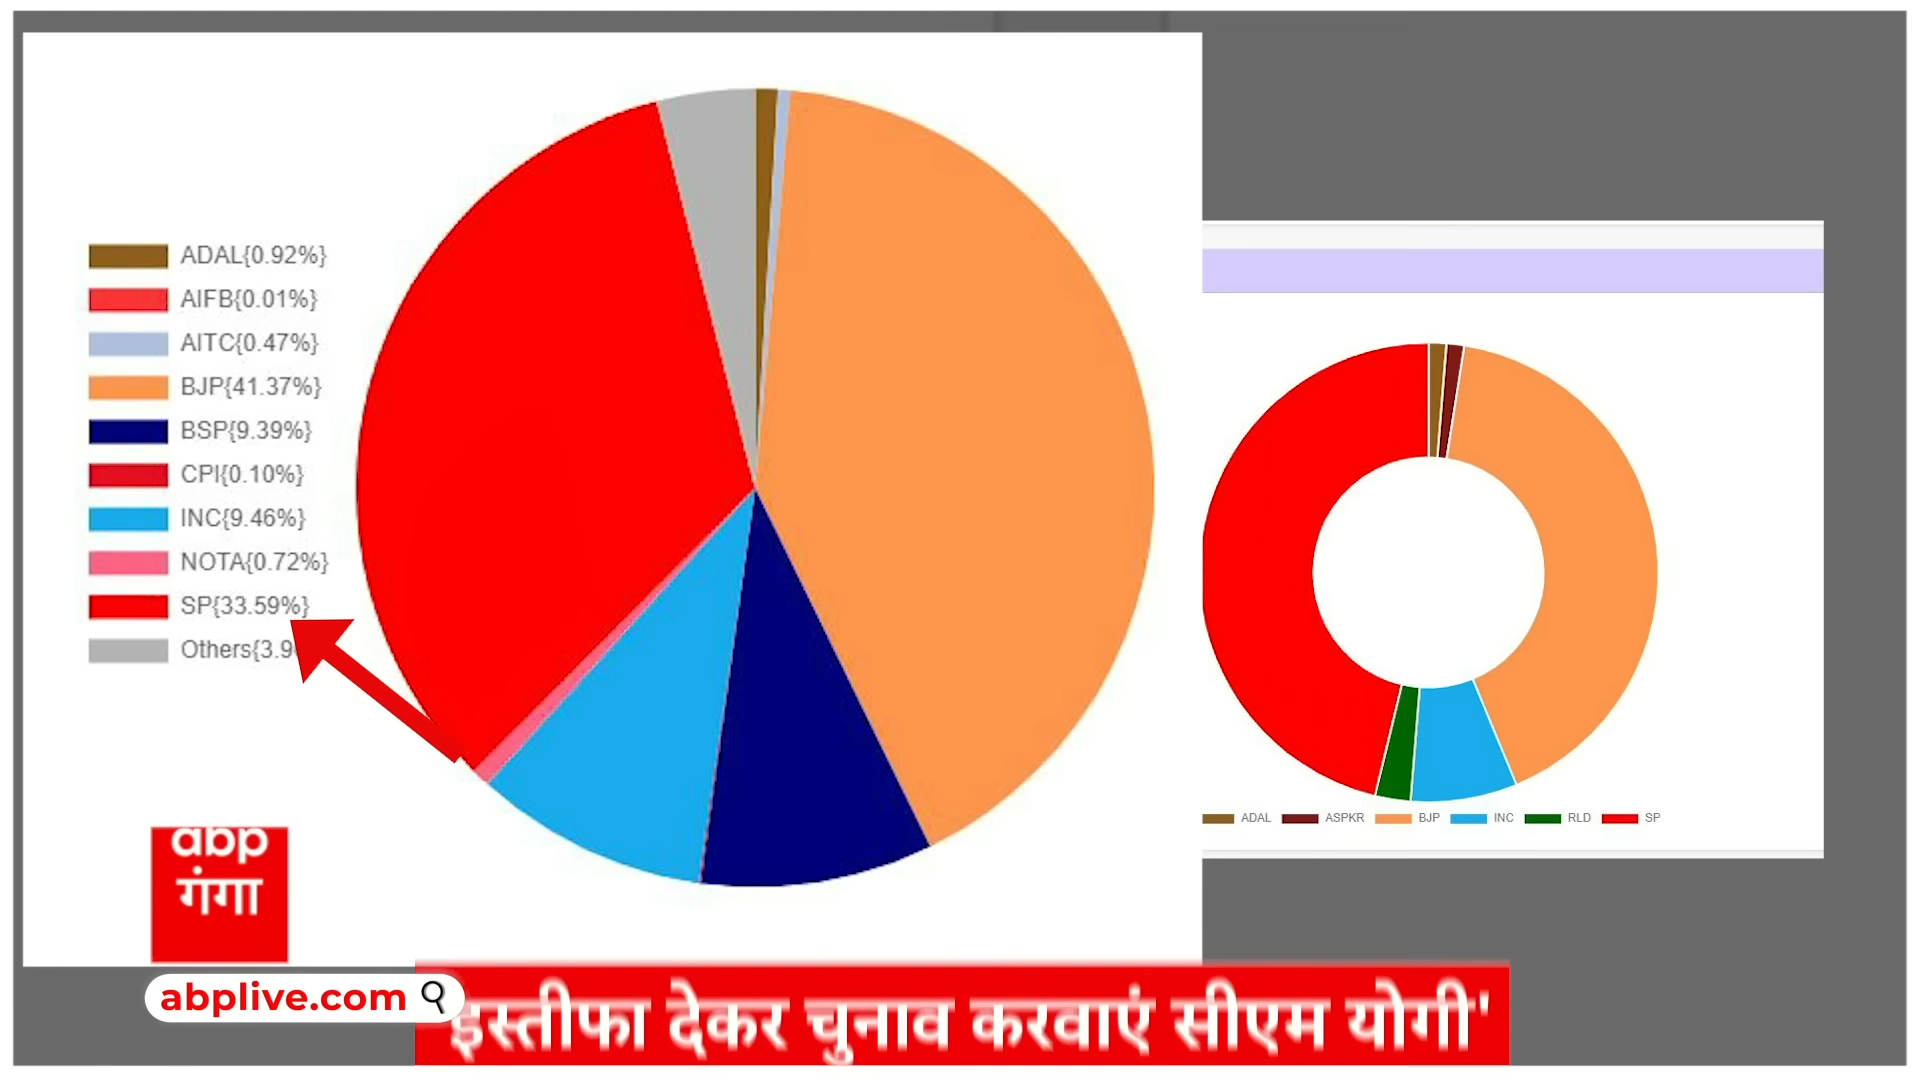 ADAL{0.92%}
AIFB{0.01%}
AITC{0.47%}
BJP{41.37%}
BSP{9.39%}
CPI{0.10%}
INC{9.46%}
NOTA{0.72%}
SP{33.59%}
Others{3.9
ADAL ASPKR BJP INC RLD SP
abp
गंगा
abplive.com
इस्तीफा देकर चुनाव करवाएं सीएम योगी'